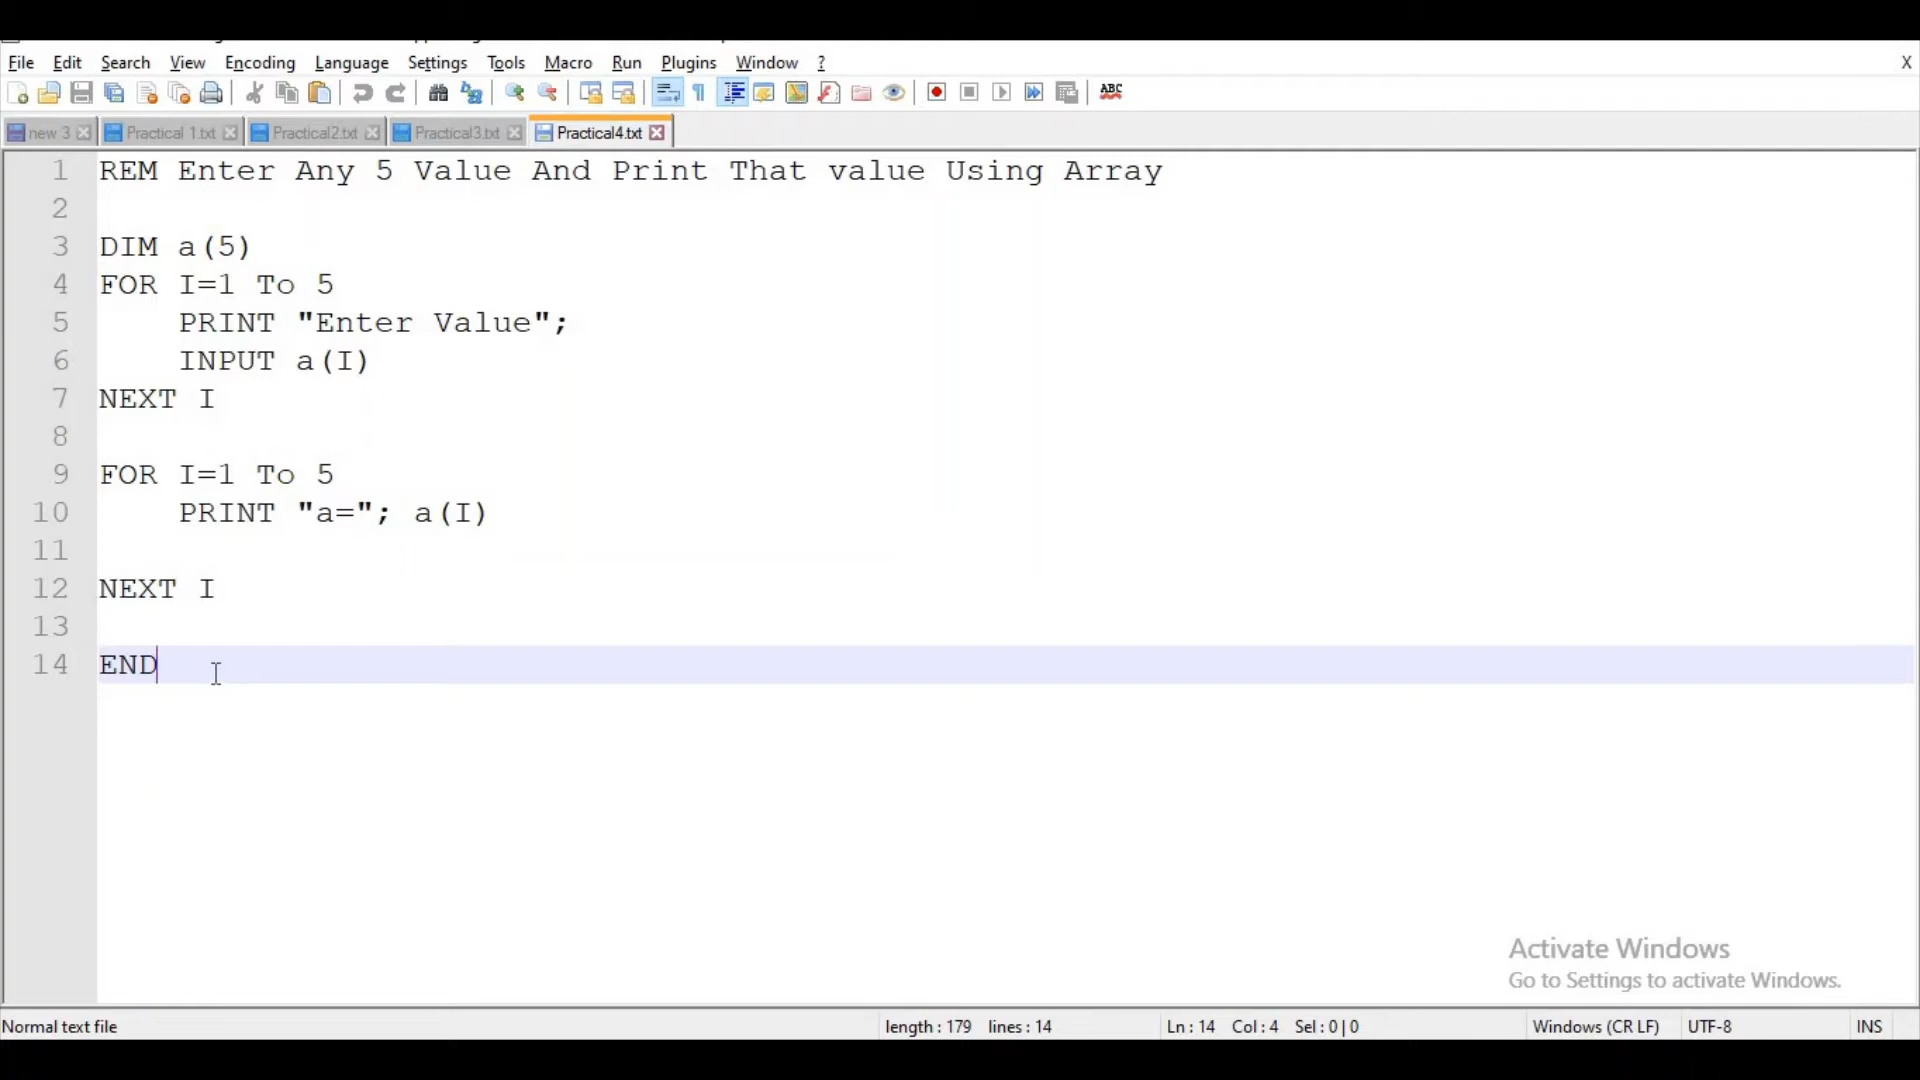 File Edit Search View Encoding Language Settings Tools Macro Run Plugins Window ? X
ABC
new 3 Practical 1.txt Practical2.txt Practical3.txt Practical4.txt
1 REM Enter Any 5 Value And Print That value Using Array
2
3 DIM a(5)
4 FOR I=1 To 5
5 PRINT "Enter Value";
6 INPUT a(I)
7 NEXT I
8
9 FOR I=1 To 5
10 PRINT "a="; a(I)
11
12 NEXT I
13
14 END
Activate Windows
Go to Settings to activate Windows.
Normal text file length : 179 lines : 14 Ln : 14 Col : 4 Sel : 0 | 0 Windows (CR LF) UTF-8 INS